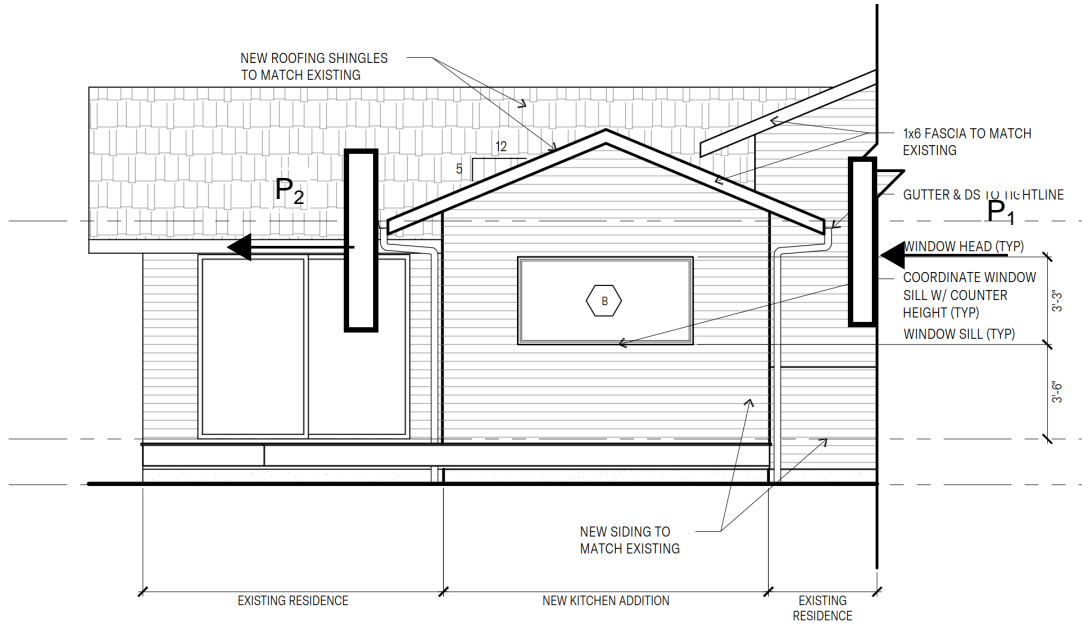 NEW ROOFING SHINGLES
TO MATCH EXISTING
12
5
1x6 FASCIA TO MATCH
EXISTING
P2
GUTTER & DS TO TIGHTLINE
P1
WINDOW HEAD (TYP)
COORDINATE WINDOW
SILL W/ COUNTER
HEIGHT (TYP)
WINDOW SILL (TYP)
B
3'-3"
3'-6"
NEW SIDING TO
MATCH EXISTING
EXISTING RESIDENCE
NEW KITCHEN ADDITION
EXISTING
RESIDENCE